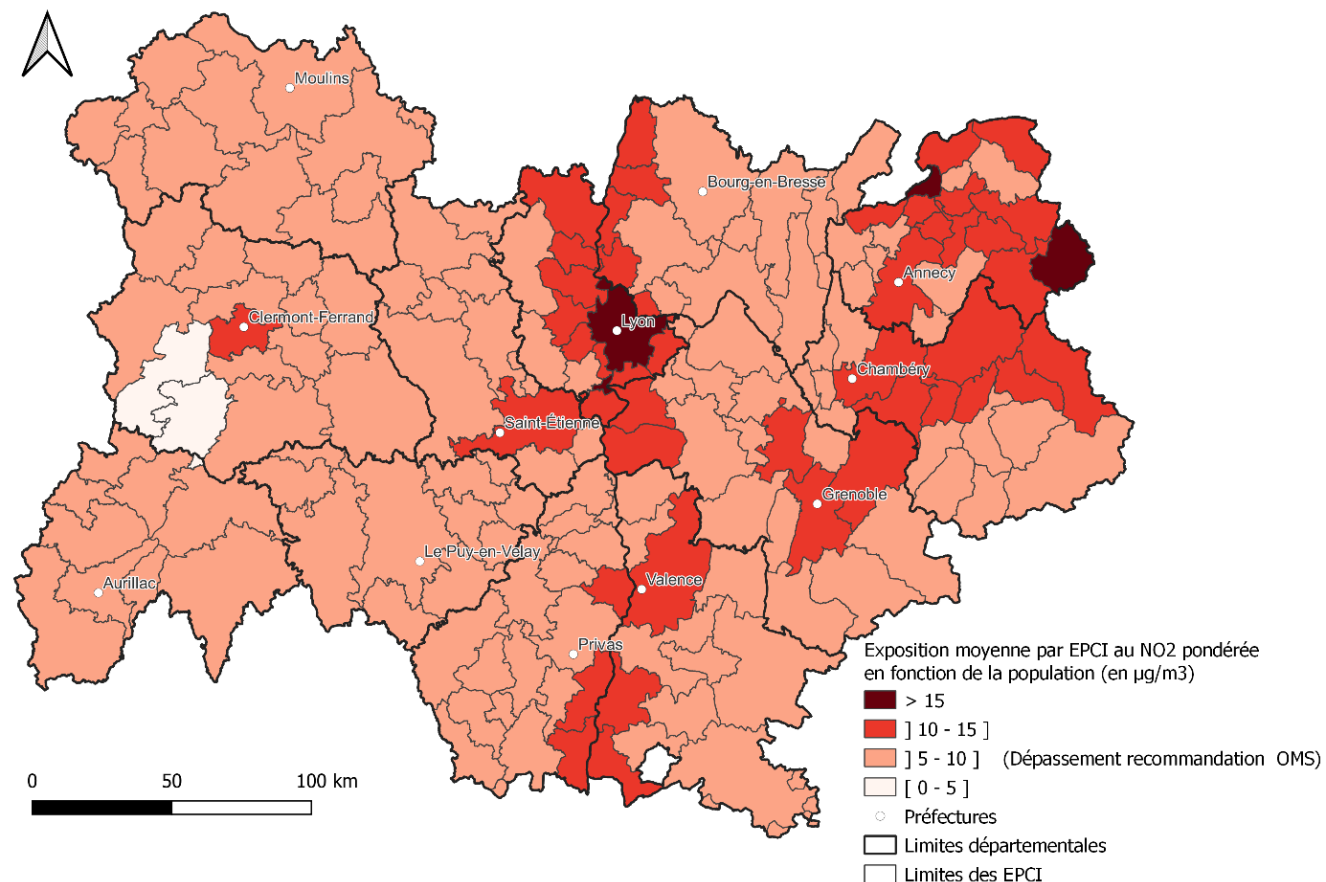 Moulins
Bourg-en-Bresse
Annecy
Clermont-Ferrand
Lyon
Chambéry
Saint-Étienne
Grenoble
Le Puy-en-Velay
Aurillac
Valence
Privas
Exposition moyenne par EPCI au NO2 pondérée
en fonction de la population (en µg/m3)
> 15
] 10 - 15 ]
] 5 - 10 ] (Dépassement recommandation OMS)
[ 0 - 5 ]
Préfectures
Limites départementales
Limites des EPCI
0 50 100 km